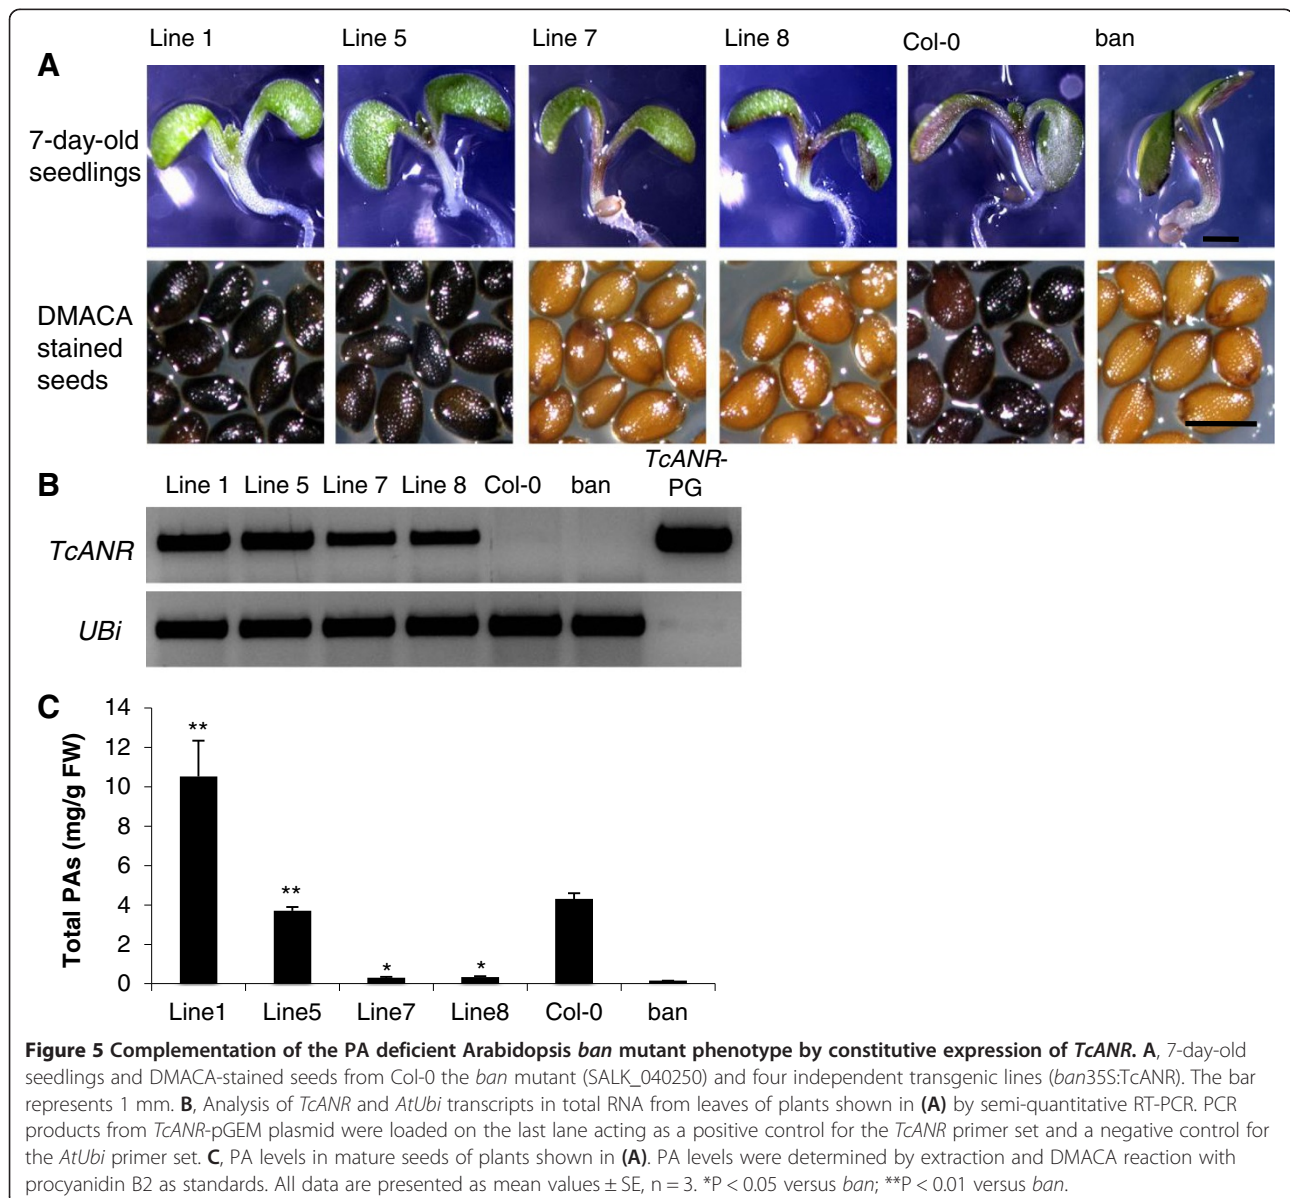 Line 1 Line 5 Line 7 Line 8 Col-0 ban
A
7-day-old
seedlings
DMACA
stained
seeds
TcANR-
B Line 1 Line 5 Line 7 Line 8 Col-0 ban PG
TcANR
UBi
C
Total PAs (mg/g FW)
14
12
10
8
6
4
2
0
** ** * *
Line1 Line5 Line7 Line8 Col-0 ban
Figure 5 Complementation of the PA deficient Arabidopsis ban mutant phenotype by constitutive expression of TcANR. A, 7-day-old
seedlings and DMACA-stained seeds from Col-0 the ban mutant (SALK_040250) and four independent transgenic lines (ban35S:TcANR). The bar
represents 1 mm. B, Analysis of TcANR and AtUbi transcripts in total RNA from leaves of plants shown in (A) by semi-quantitative RT-PCR. PCR
products from TcANR-pGEM plasmid were loaded on the last lane acting as a positive control for the TcANR primer set and a negative control for
the AtUbi primer set. C, PA levels in mature seeds of plants shown in (A). PA levels were determined by extraction and DMACA reaction with
procyanidin B2 as standards. All data are presented as mean values ± SE, n = 3. *P < 0.05 versus ban; **P < 0.01 versus ban.